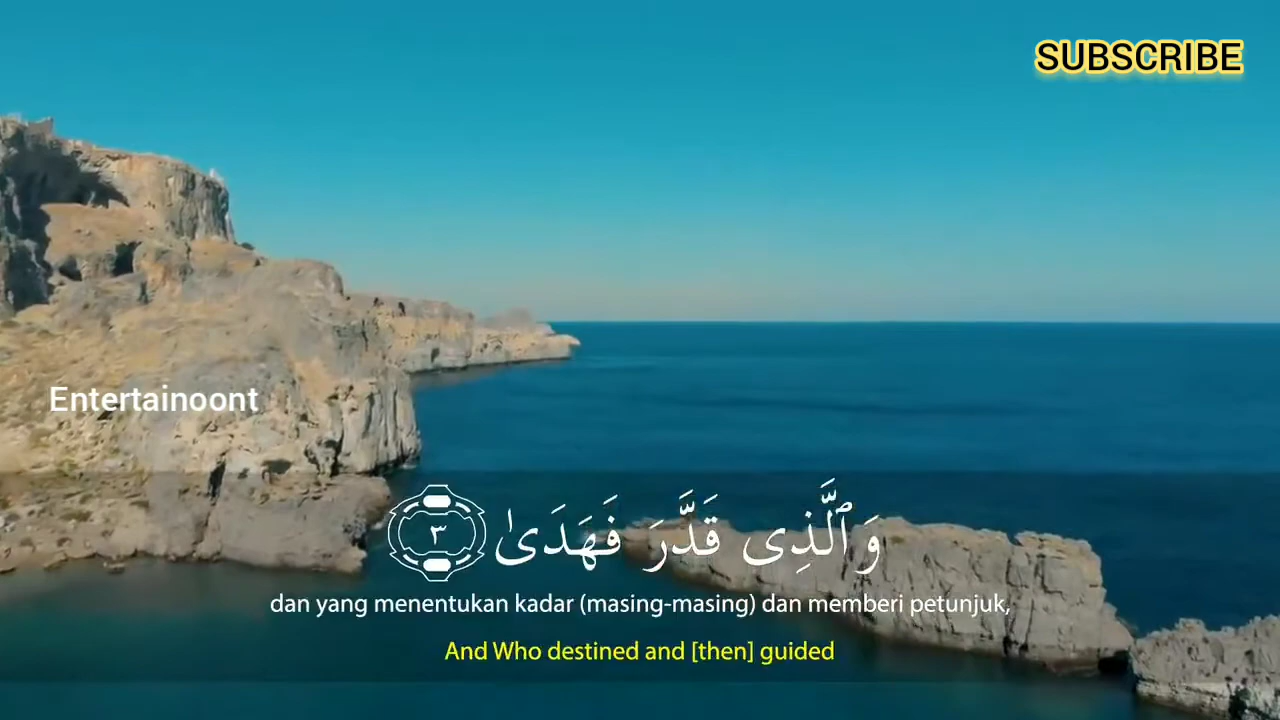 SUBSCRIBE
Entertainoont
وَٱلَّذِى قَدَّرَ فَهَدَىٰ ٣
dan yang menentukan kadar (masing-masing) dan memberi petunjuk,
And Who destined and [then] guided